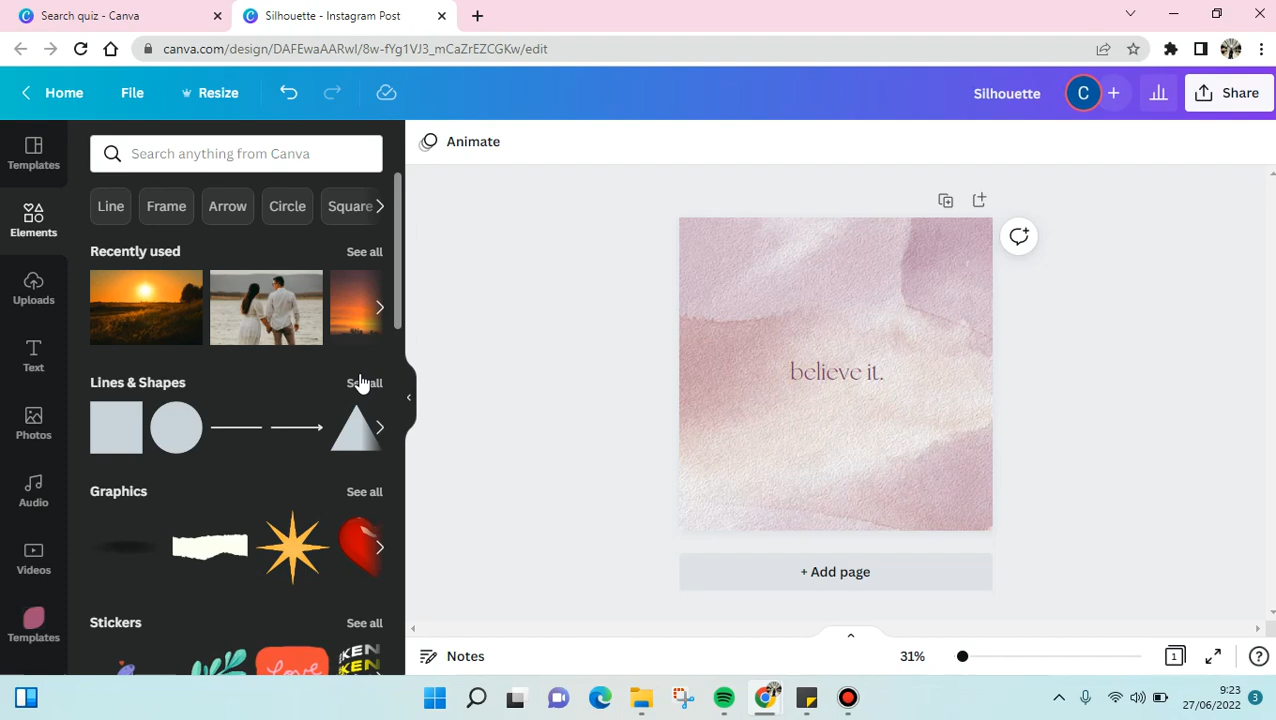 Search quiz - Canva
Silhouette - Instagram Post
canva.com/design/DAFEwaAARwl/8w-fYg1VJ3_mCaZrEZCGKw/edit
Home
File
Resize
Silhouette
C
Share
Templates
Elements
Uploads
Text
Photos
Audio
Videos
Templates
Search anything from Canva
Line
Frame
Arrow
Circle
Square
Recently used
See all
Lines & Shapes
See all
Graphics
See all
Stickers
See all
Love
Animate
believe it.
+ Add page
Notes
31%
1
9:23
27/06/2022
3